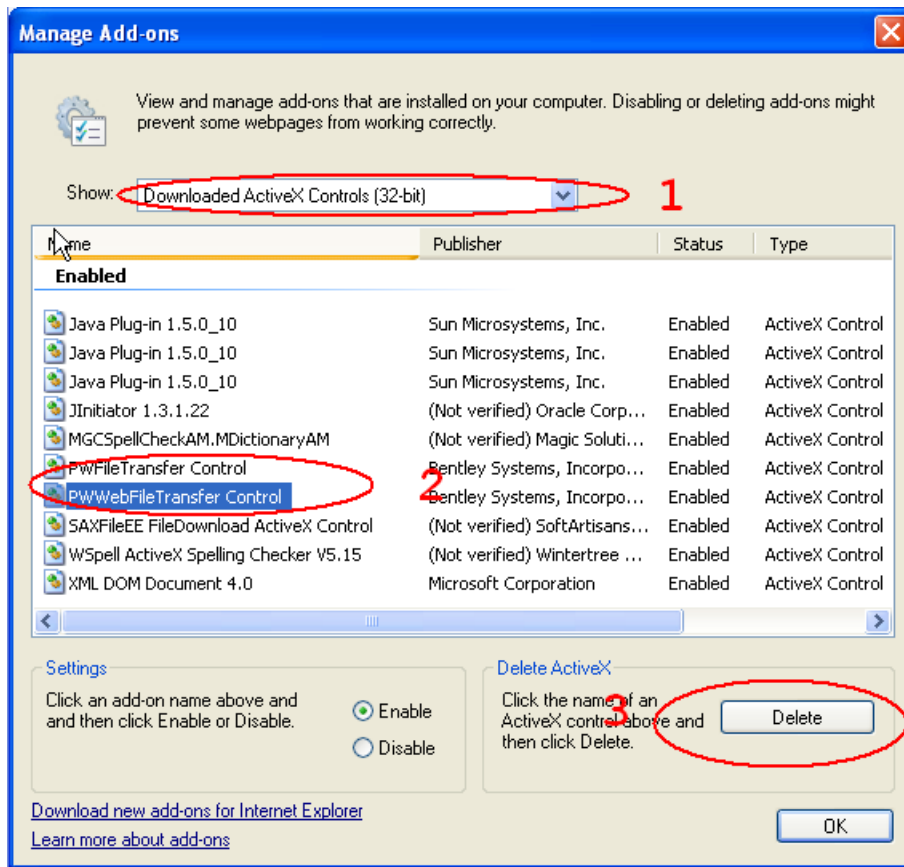 Manage Add-ons
View and manage add-ons that are installed on your computer. Disabling or deleting add-ons might
prevent some webpages from working correctly.
Show: Downloaded ActiveX Controls (32-bit) 1
Name Publisher Status Type
Enabled
Java Plug-in 1.5.0_10 Sun Microsystems, Inc. Enabled ActiveX Control
Java Plug-in 1.5.0_10 Sun Microsystems, Inc. Enabled ActiveX Control
Java Plug-in 1.5.0_10 Sun Microsystems, Inc. Enabled ActiveX Control
JInitiator 1.3.1.22 (Not verified) Oracle Corp... Enabled ActiveX Control
MGCSpellCheckAM.MDictionaryAM (Not verified) Magic Soluti... Enabled ActiveX Control
PWFileTransfer Control Bentley Systems, Incorpo... Enabled ActiveX Control
PWWebFileTransfer Control 2 Bentley Systems, Incorpo... Enabled ActiveX Control
SAXFileEE FileDownload ActiveX Control (Not verified) SoftArtisans... Enabled ActiveX Control
WSpell ActiveX Spelling Checker V5.15 (Not verified) Wintertree ... Enabled ActiveX Control
XML DOM Document 4.0 Microsoft Corporation Enabled ActiveX Control
Settings
Click an add-on name above and
and then click Enable or Disable.
Enable
Disable
Delete ActiveX
Click the name of an
ActiveX control above and
then click Delete.
3
Delete
Download new add-ons for Internet Explorer
Learn more about add-ons
OK